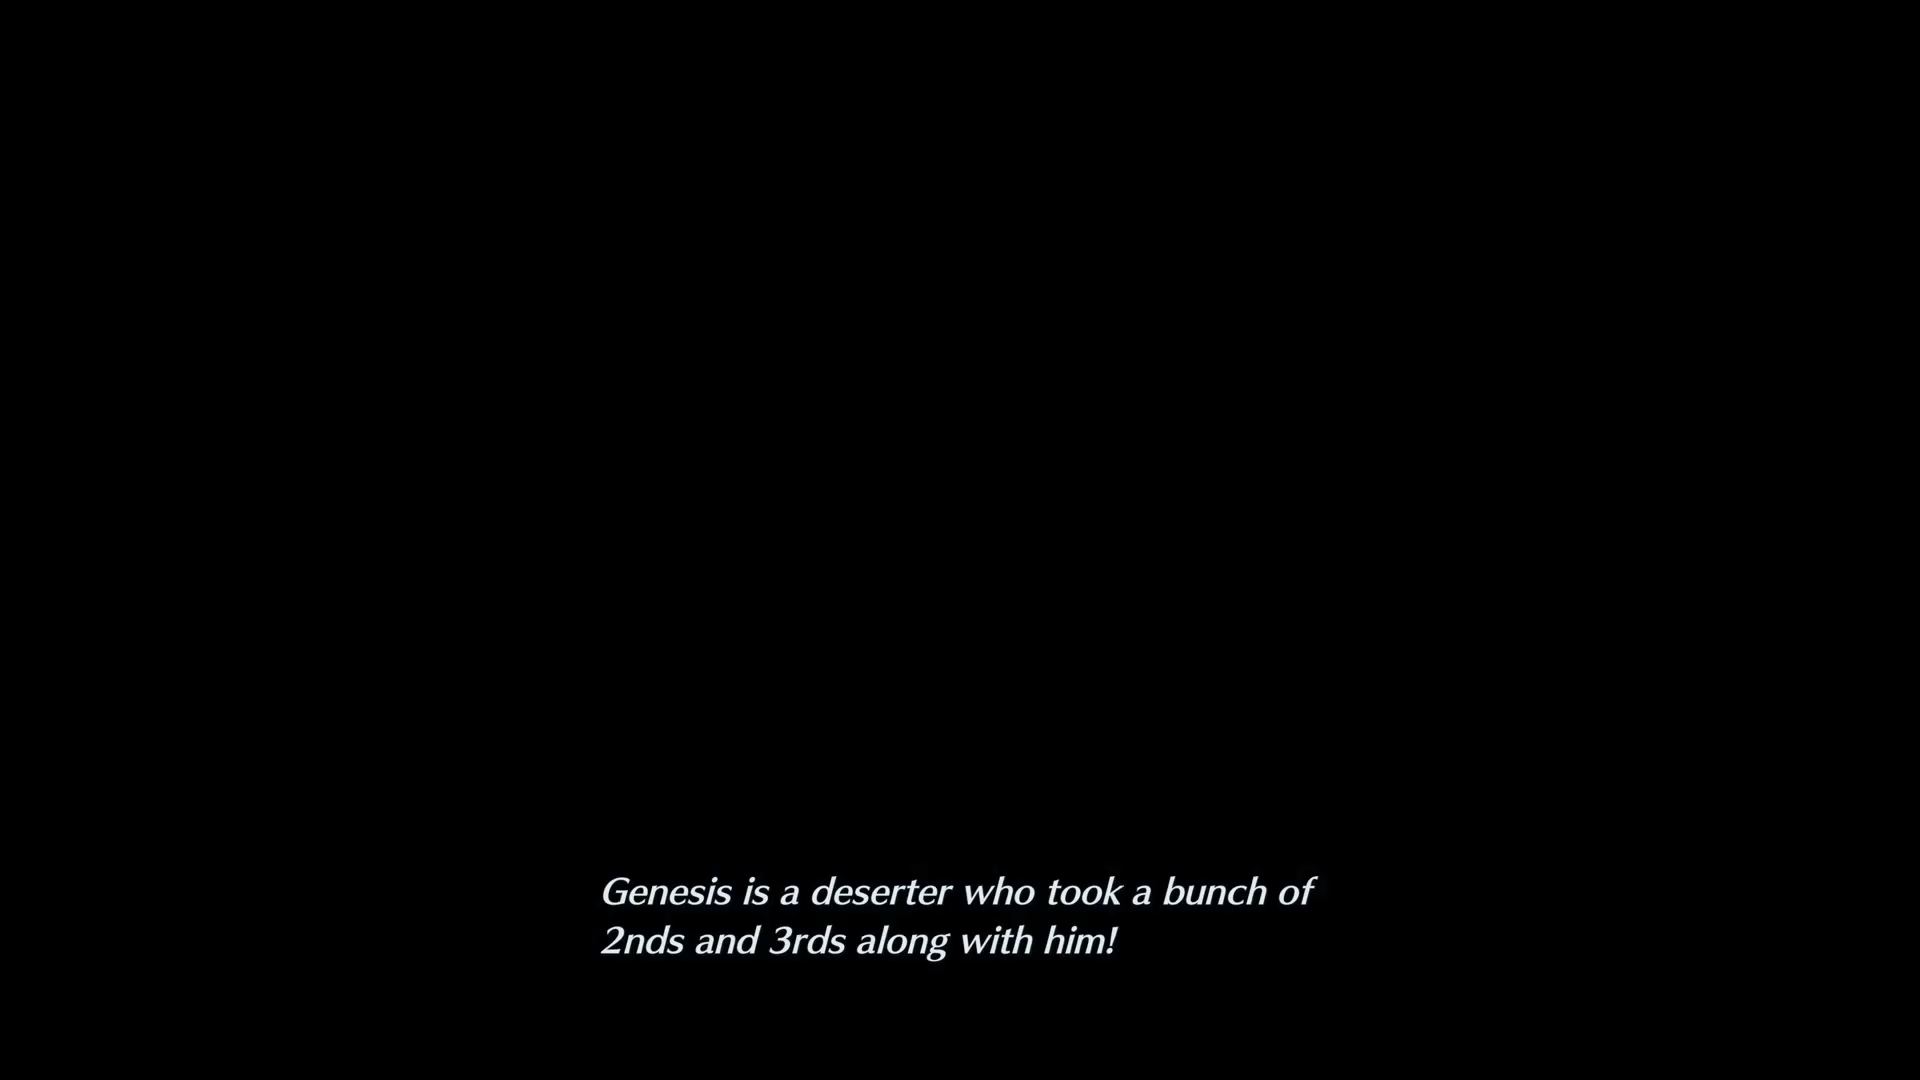 Genesis is a deserter who took a bunch of
2nds and 3rds along with him!